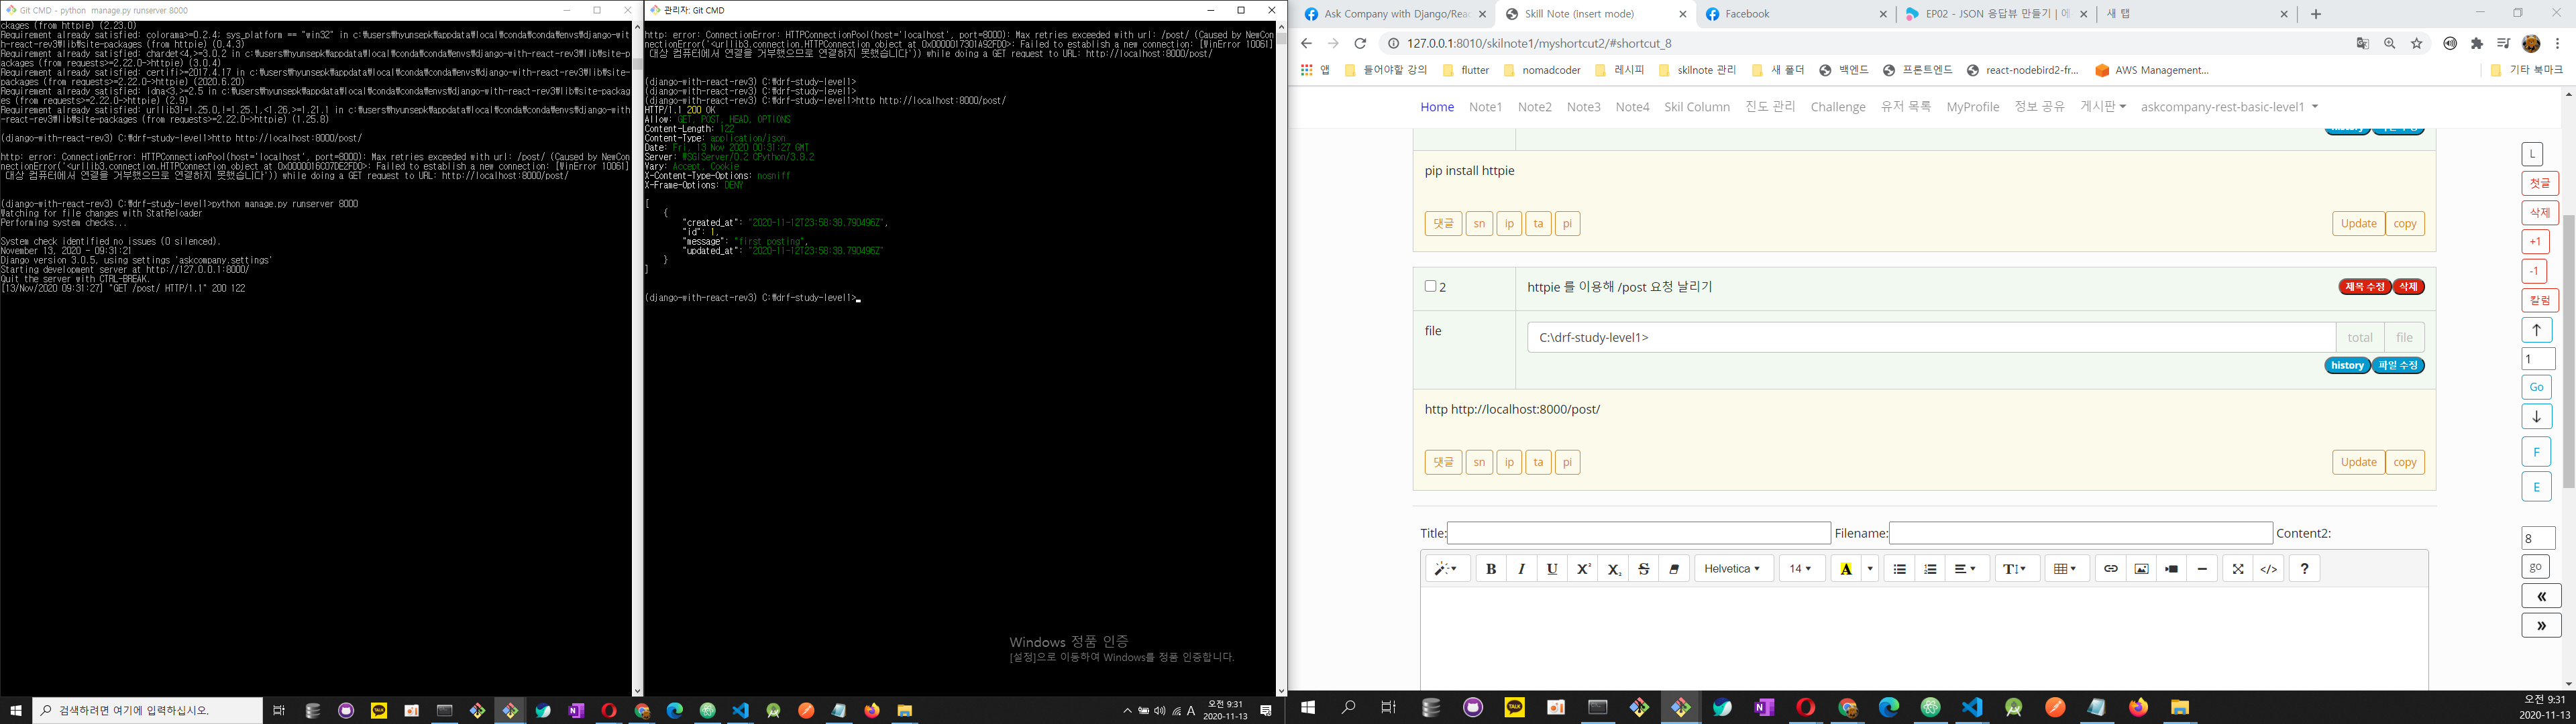 Git CMD - python manage.py runserver 8000
ckages (from httpie) (2.23.0)
Requirement already satisfied: colorama>=0.2.4; sys_platform == "win32" in c:₩users₩hyunsepk₩appdata₩local₩conda₩conda₩envs₩django-wit
h-react-rev3₩lib₩site-packages (from httpie) (0.4.3)
Requirement already satisfied: chardet<4,>=3.0.2 in c:₩users₩hyunsepk₩appdata₩local₩conda₩conda₩envs₩django-with-react-rev3₩lib₩site-p
ackages (from requests>=2.22.0->httpie) (3.0.4)
Requirement already satisfied: certifi>=2017.4.17 in c:₩users₩hyunsepk₩appdata₩local₩conda₩conda₩envs₩django-with-react-rev3₩lib₩site-
packages (from requests>=2.22.0->httpie) (2020.6.20)
Requirement already satisfied: idna<3,>=2.5 in c:₩users₩hyunsepk₩appdata₩local₩conda₩conda₩envs₩django-with-react-rev3₩lib₩site-packag
es (from requests>=2.22.0->httpie) (2.9)
Requirement already satisfied: urllib3!=1.25.0,!=1.25.1,<1.26,>=1.21.1 in c:₩users₩hyunsepk₩appdata₩local₩conda₩conda₩envs₩django-with
-react-rev3₩lib₩site-packages (from requests>=2.22.0->httpie) (1.25.8)
(django-with-react-rev3) C:₩drf-study-level1>http http://localhost:8000/post/
http: error: ConnectionError: HTTPConnectionPool(host='localhost', port=8000): Max retries exceeded with url: /post/ (Caused by NewCon
nectionError('<urllib3.connection.HTTPConnection object at 0x0000016C07DE2FD0>: Failed to establish a new connection: [WinError 10061]
대상 컴퓨터에서 연결을 거부했으므로 연결하지 못했습니다')) while doing a GET request to URL: http://localhost:8000/post/
(django-with-react-rev3) C:₩drf-study-level1>python manage.py runserver 8000
Watching for file changes with StatReloader
Performing system checks...
System check identified no issues (0 silenced).
November 13, 2020 - 09:31:21
Django version 3.0.5, using settings 'askcompany.settings'
Starting development server at http://127.0.0.1:8000/
Quit the server with CTRL-BREAK.
[13/Nov/2020 09:31:27] "GET /post/ HTTP/1.1" 200 122
관리자: Git CMD
http: error: ConnectionError: HTTPConnectionPool(host='localhost', port=8000): Max retries exceeded with url: /post/ (Caused by NewConn
nectionError('<urllib3.connection.HTTPConnection object at 0x0000017301A92FD0>: Failed to establish a new connection: [WinError 10061]
대상 컴퓨터에서 연결을 거부했으므로 연결하지 못했습니다')) while doing a GET request to URL: http://localhost:8000/post/
(django-with-react-rev3) C:₩drf-study-level1>
(django-with-react-rev3) C:₩drf-study-level1>
(django-with-react-rev3) C:₩drf-study-level1>http http://localhost:8000/post/
HTTP/1.1 200 OK
Allow: GET, POST, HEAD, OPTIONS
Content-Length: 122
Content-Type: application/json
Date: Fri, 13 Nov 2020 00:31:27 GMT
Server: WSGIServer/0.2 CPython/3.8.2
Vary: Accept, Cookie
X-Content-Type-Options: nosniff
X-Frame-Options: DENY
[
{
"created_at": "2020-11-12T23:58:38.790495Z",
"id": 1,
"message": "first posting",
"updated_at": "2020-11-12T23:58:38.790495Z"
}
]
(django-with-react-rev3) C:₩drf-study-level1>
Windows 정품 인증
[설정]으로 이동하여 Windows를 정품 인증합니다.
검색하려면 여기에 입력하십시오.
A
오전 9:31
2020-11-13
Ask Company with Django/Rea
Skill Note (insert mode)
Facebook
EP02 - JSON 응답뷰 만들기 | 에
새 탭
127.0.0.1:8010/skilnote1/myshortcut2/#shortcut_8
앱 들어야할 강의 flutter nomadcoder 레시피 skilnote 관리 새 폴더 백엔드 프론트엔드 react-nodebird2-fr... AWS Management... 기타 북마크
Home Note1 Note2 Note3 Note4 Skil Column 진도 관리 Challenge 유저 목록 MyProfile 정보 공유 게시판 askcompany-rest-basic-level1
pip install httpie
댓글 sn ip ta pi Update copy
2 httpie 를 이용해 /post 요청 날리기 제목 수정 삭제
file C:\drf-study-level1> total file
history 파일 수정
http http://localhost:8000/post/
댓글 sn ip ta pi Update copy
Title: Filename: Content2:
B I U X² X₂ S Helvetica 14 A T ?
L
첫글
삭제
+1
-1
칼럼
↑
1
Go
↓
F
E
8
go
«
»
오전 9:31
2020-11-13